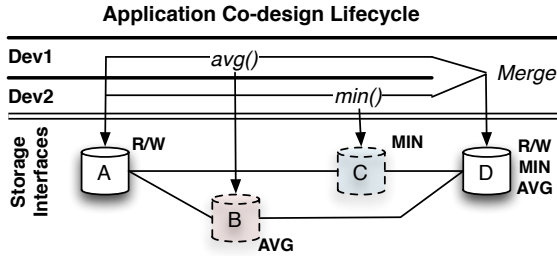 Application Co-design Lifecycle
Dev1
avg()
Merge
Dev2
min()
Storage
Interfaces
R/W
A
B
AVG
C
MIN
D
R/W
MIN
AVG